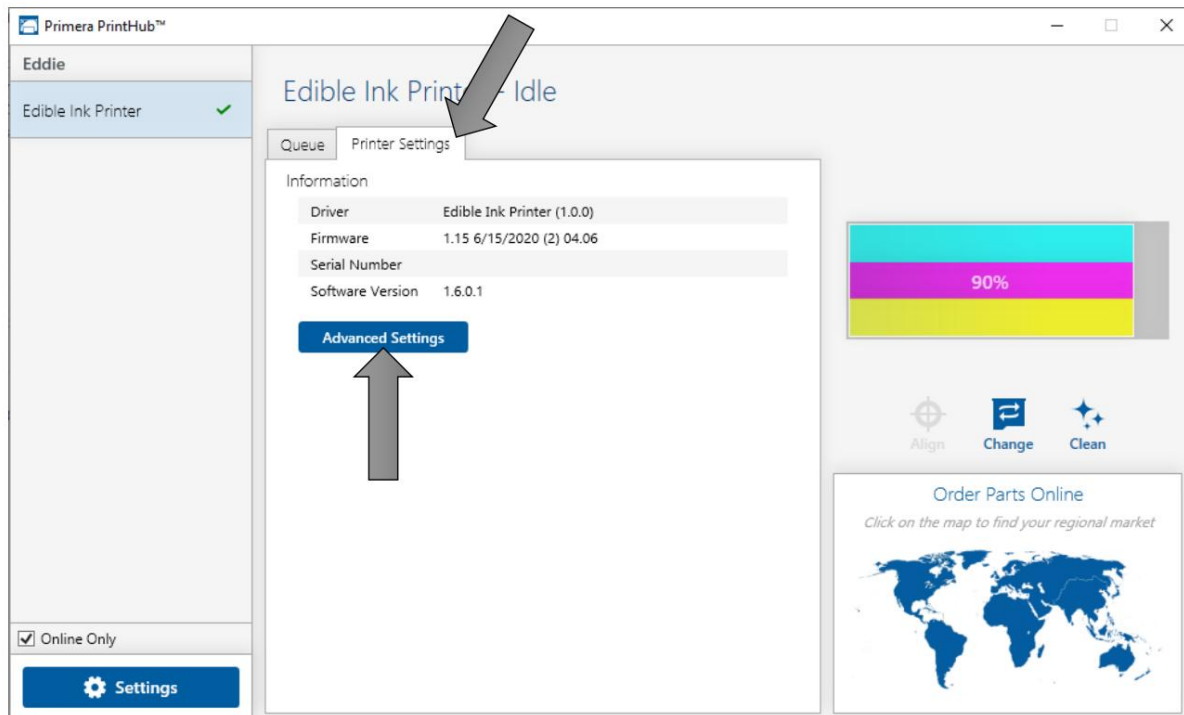 Primera PrintHub™
Eddie
Edible Ink Printer
Edible Ink Printer - Idle
Queue
Printer Settings
Information
Driver Edible Ink Printer (1.0.0)
Firmware 1.15 6/15/2020 (2) 04.06
Serial Number
Software Version 1.6.0.1
Advanced Settings
90%
Align
Change
Clean
Order Parts Online
Click on the map to find your regional market
Online Only
Settings